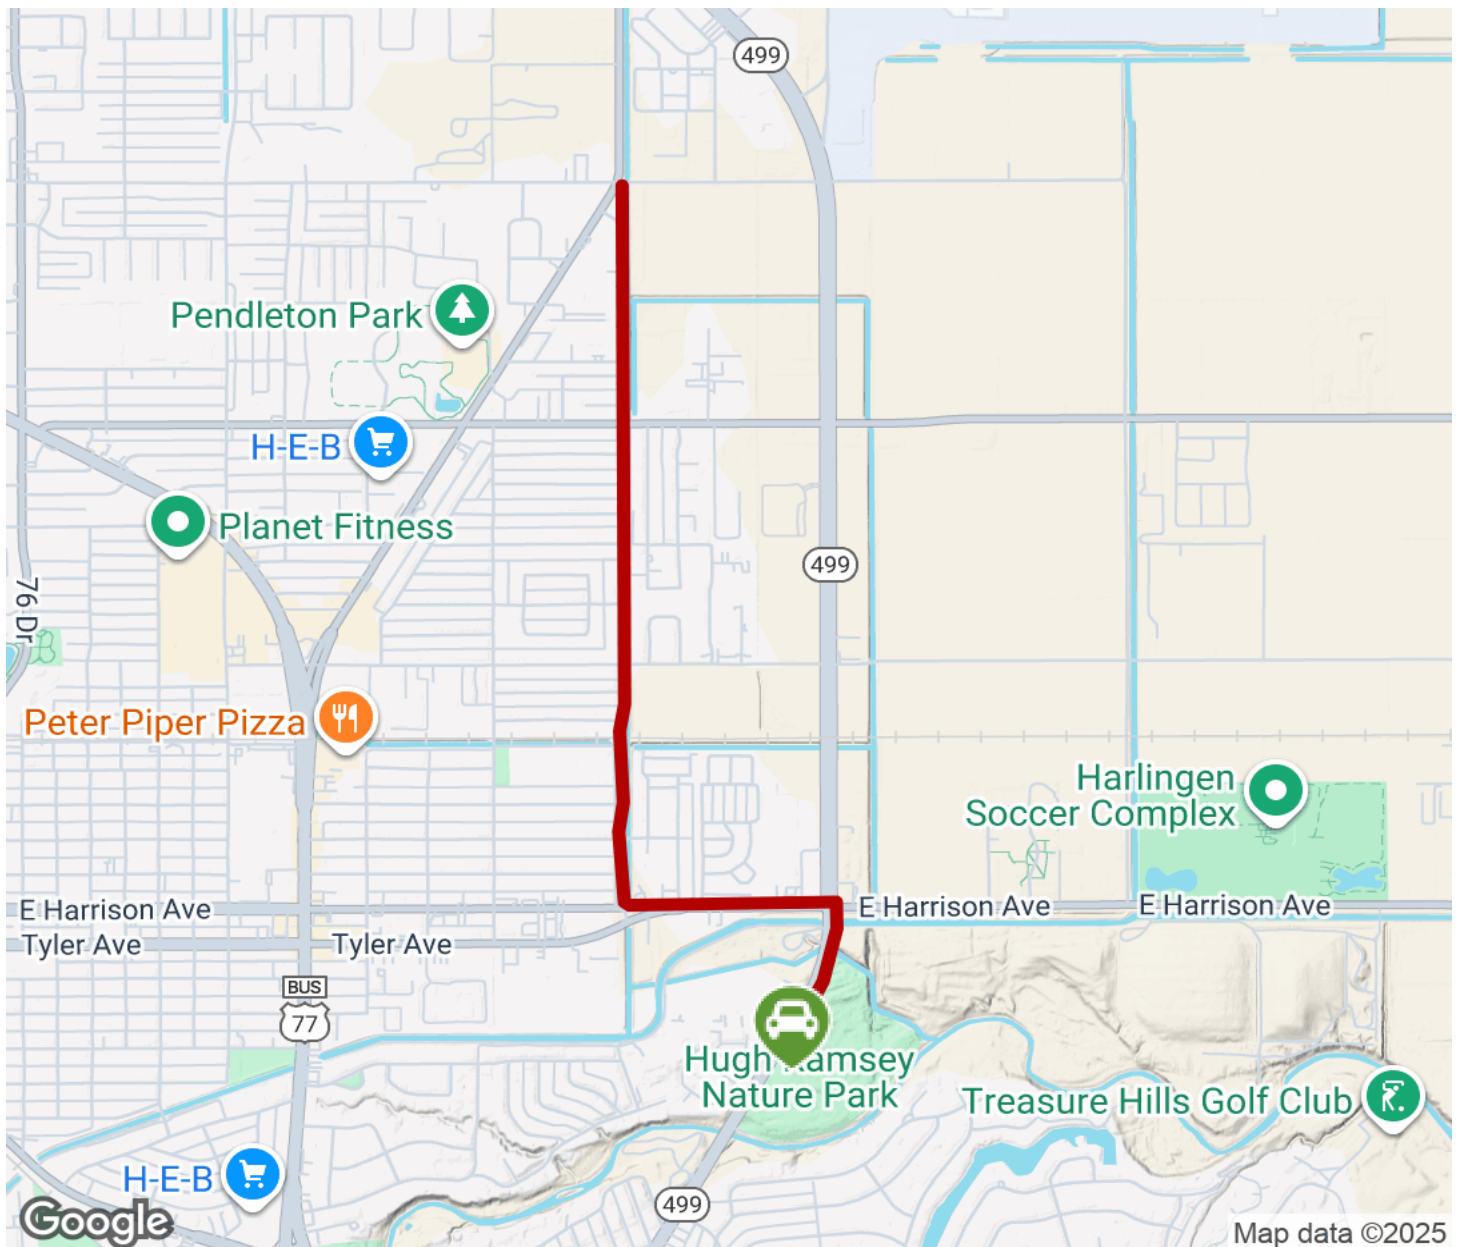 499
Pendleton Park
H-E-B
Planet Fitness
499
76 Dr
Peter Piper Pizza
Harlingen
Soccer Complex
E Harrison Ave
E Harrison Ave
E Harrison Ave
Tyler Ave
Tyler Ave
BUS
77
Hugh Ramsey
Nature Park
Treasure Hills Golf Club
H-E-B
499
Google
Map data ©2025